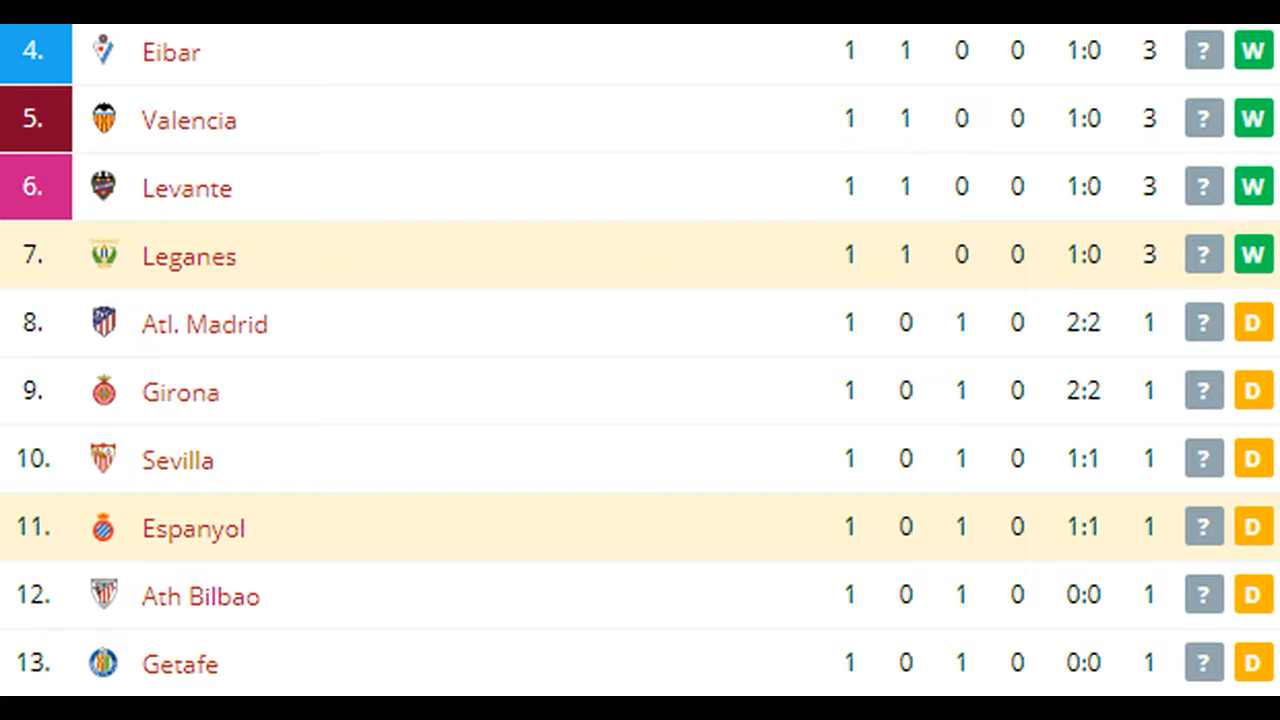 4. Eibar 1 1 0 0 1:0 3 ? W
5. Valencia 1 1 0 0 1:0 3 ? W
6. Levante 1 1 0 0 1:0 3 ? W
7. Leganes 1 1 0 0 1:0 3 ? W
8. Atl. Madrid 1 0 1 0 2:2 1 ? D
9. Girona 1 0 1 0 2:2 1 ? D
10. Sevilla 1 0 1 0 1:1 1 ? D
11. Espanyol 1 0 1 0 1:1 1 ? D
12. Ath Bilbao 1 0 1 0 0:0 1 ? D
13. Getafe 1 0 1 0 0:0 1 ? D